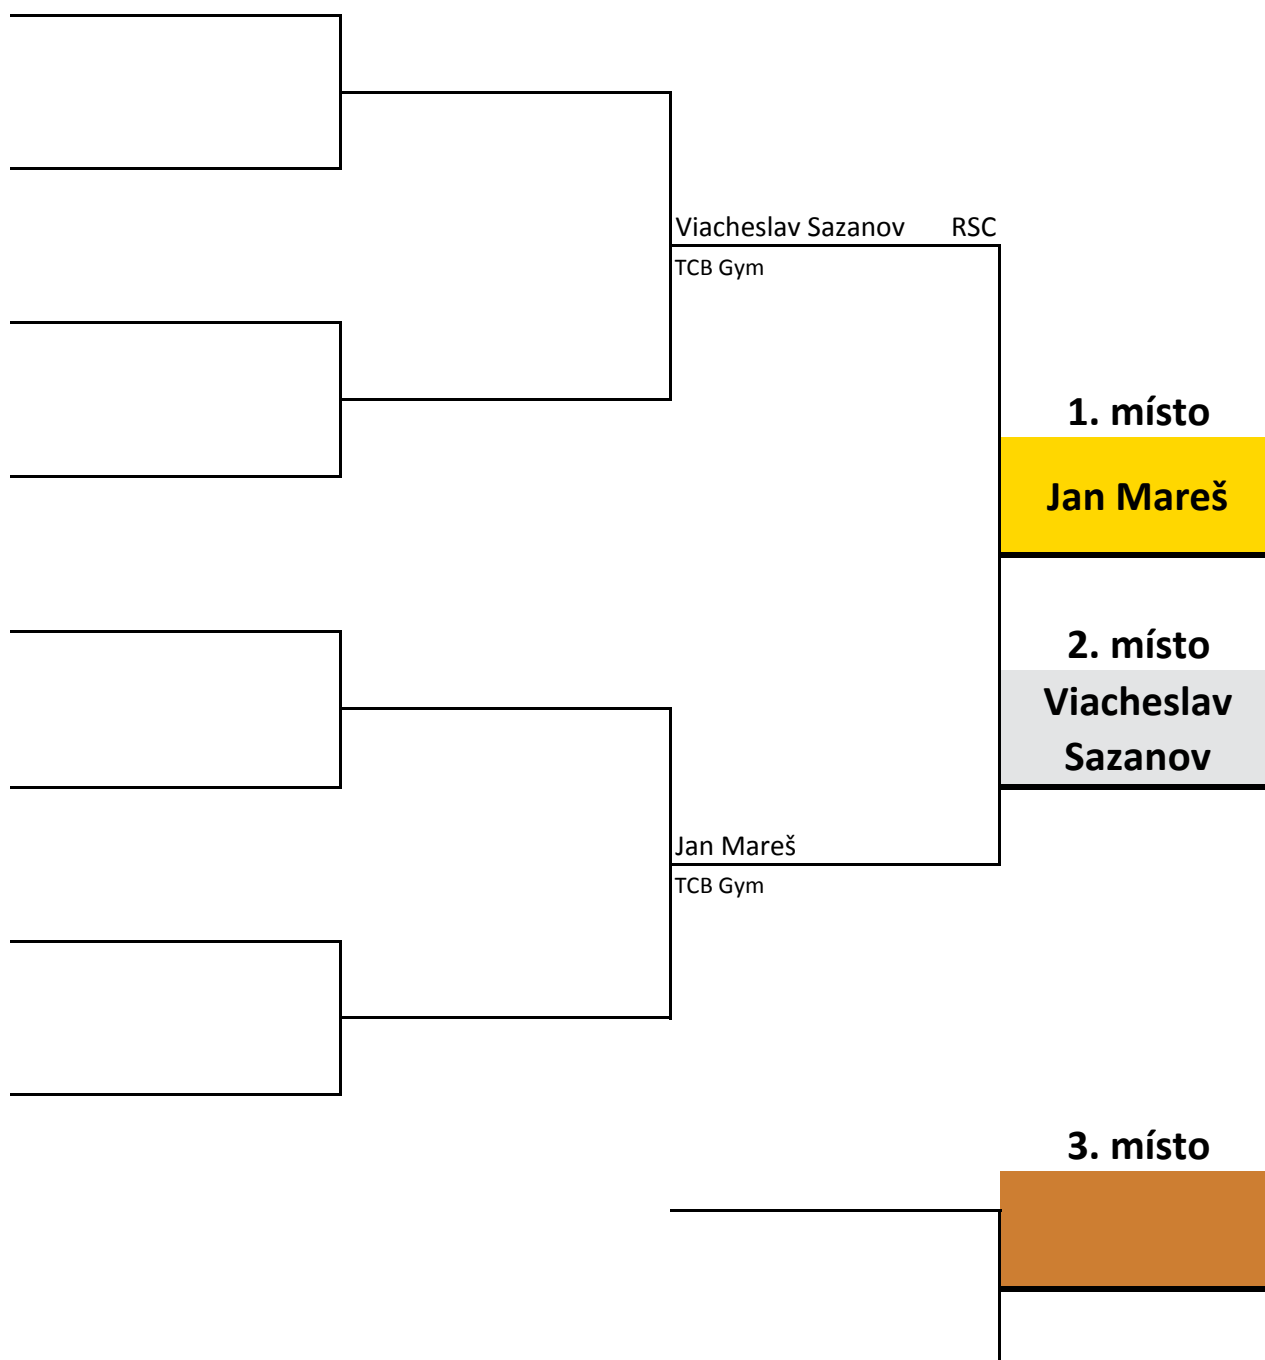 Viacheslav Sazanov RSC
TCB Gym
1. místo
Jan Mareš
2. místo
Viacheslav
Sazanov
Jan Mareš
TCB Gym
3. místo